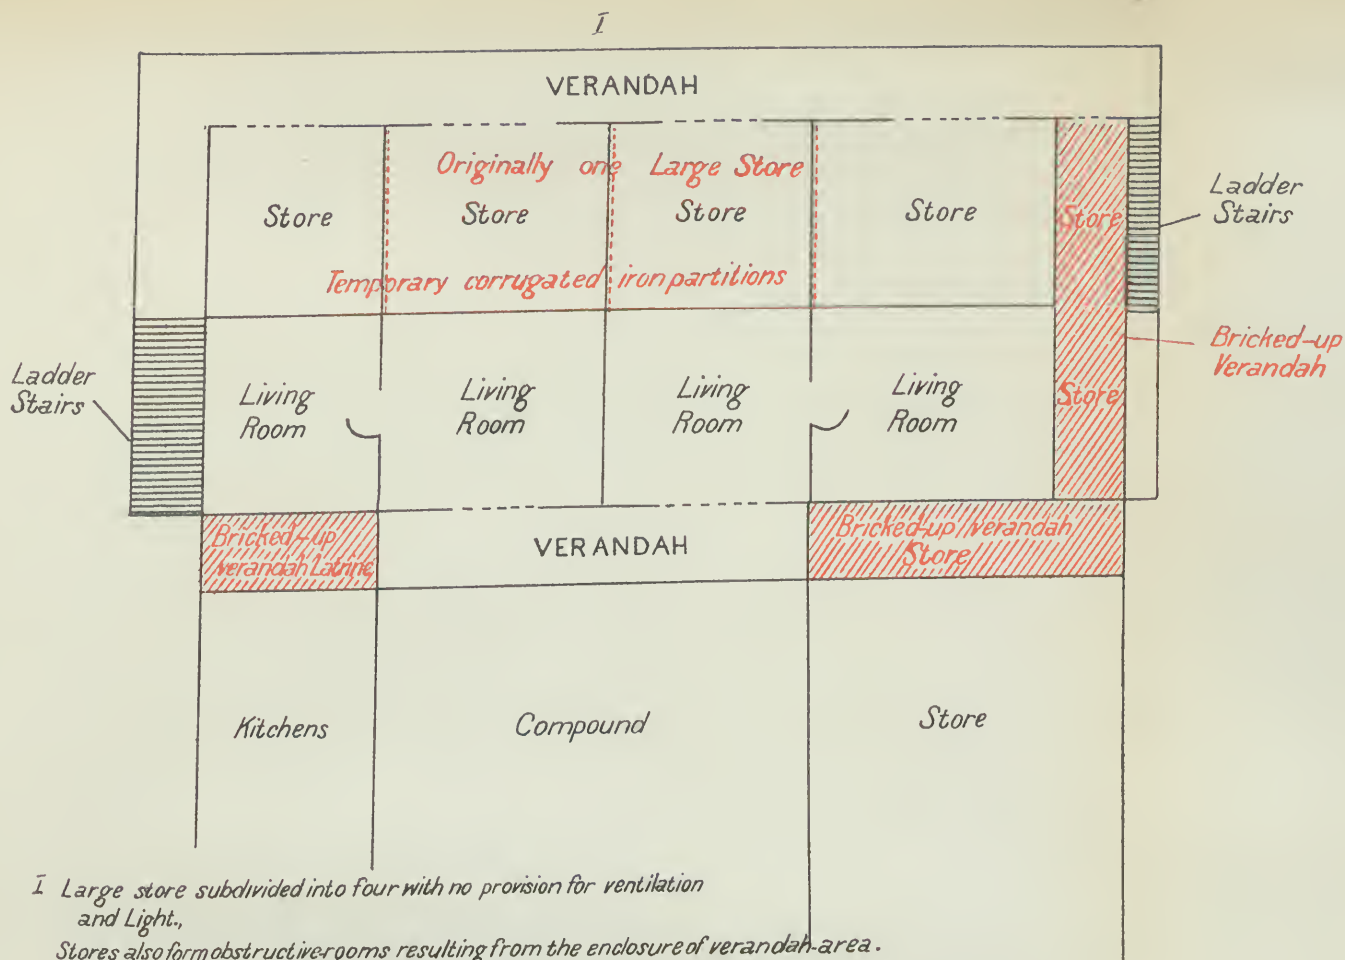 I
VERANDAH
Originally one Large Store
Store Store Store Store Store
Temporary corrugated iron partitions
Ladder
Stairs
Bricked-up
Verandah
Ladder
Stairs
Living
Room
Living
Room
Living
Room
Living
Room
Store
Bricked-up
verandah Latrine
VERANDAH
Bricked-up verandah
Store
Kitchens
Compound
Store
I Large store subdivided into four with no provision for ventilation
and Light.,
Stores also form obstructive rooms resulting from the enclosure of verandah-area.